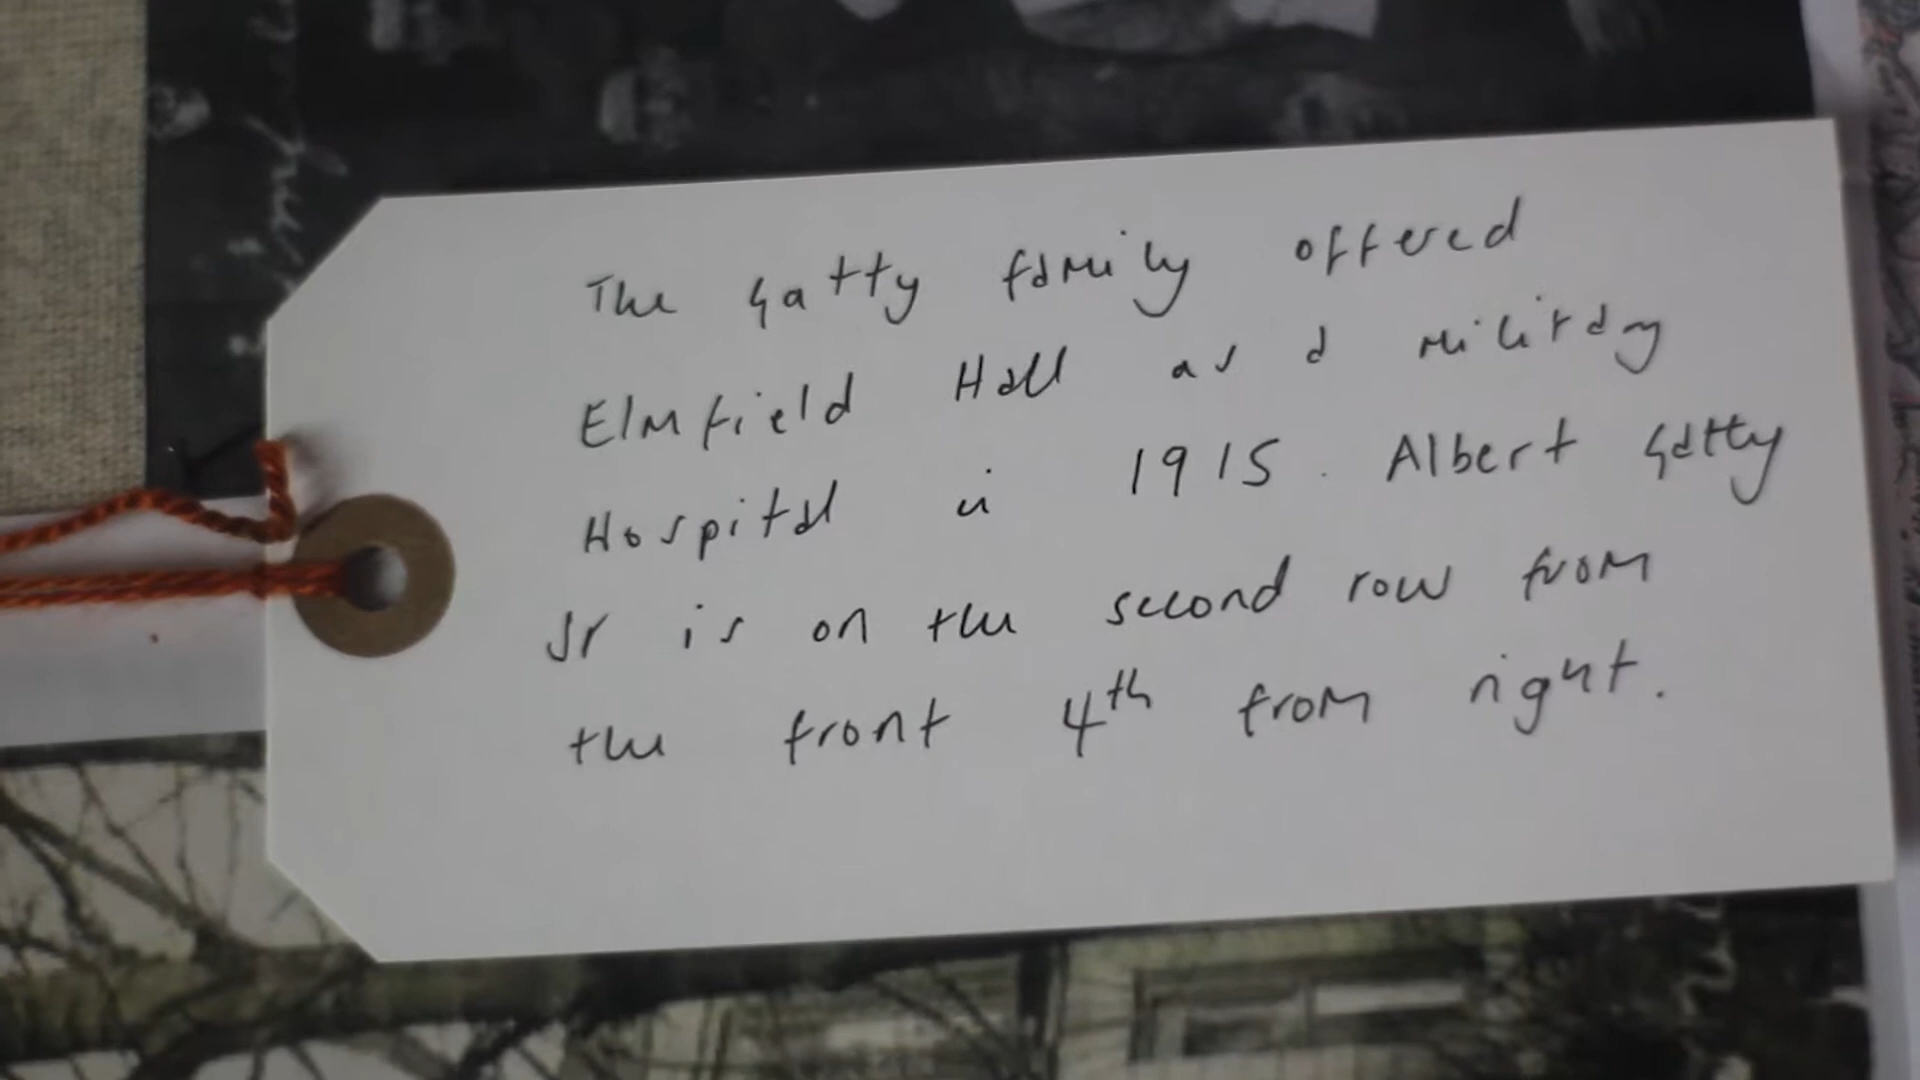 The Gatty family offered
Elmfield Hall as a military
Hospital in 1915. Albert Gatty
Jr is on the second row from
the front 4th from right.